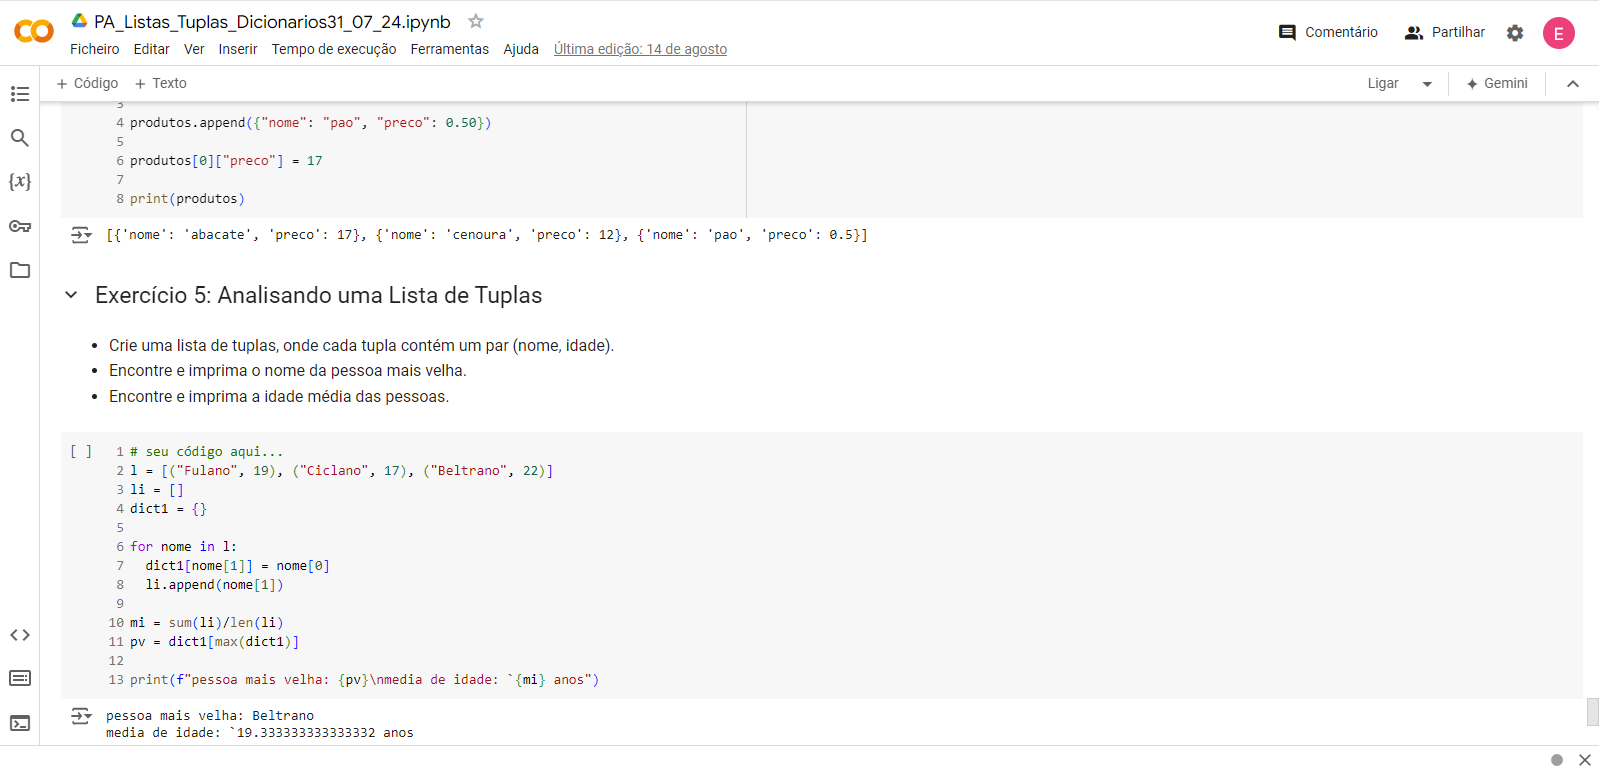 PA_Listas_Tuplas_Dicionarios31_07_24.ipynb
Comentário Partilhar E
Ficheiro Editar Ver Inserir Tempo de execução Ferramentas Ajuda Última edição: 14 de agosto
+ Código + Texto Ligar Gemini
3
4 produtos.append({"nome": "pao", "preco": 0.50})
5
6 produtos[0]["preco"] = 17
7
8 print(produtos)
[{'nome': 'abacate', 'preco': 17}, {'nome': 'cenoura', 'preco': 12}, {'nome': 'pao', 'preco': 0.5}]
Exercício 5: Analisando uma Lista de Tuplas
• Crie uma lista de tuplas, onde cada tupla contém um par (nome, idade).
• Encontre e imprima o nome da pessoa mais velha.
• Encontre e imprima a idade média das pessoas.
[ ] 1 # seu código aqui...
2 l = [("Fulano", 19), ("Ciclano", 17), ("Beltrano", 22)]
3 li = []
4 dict1 = {}
5
6 for nome in l:
7   dict1[nome[1]] = nome[0]
8   li.append(nome[1])
9
10 mi = sum(li)/len(li)
11 pv = dict1[max(dict1)]
12
13 print(f"pessoa mais velha: {pv}\nmedia de idade: `{mi} anos")
pessoa mais velha: Beltrano
media de idade: `19.333333333333332 anos